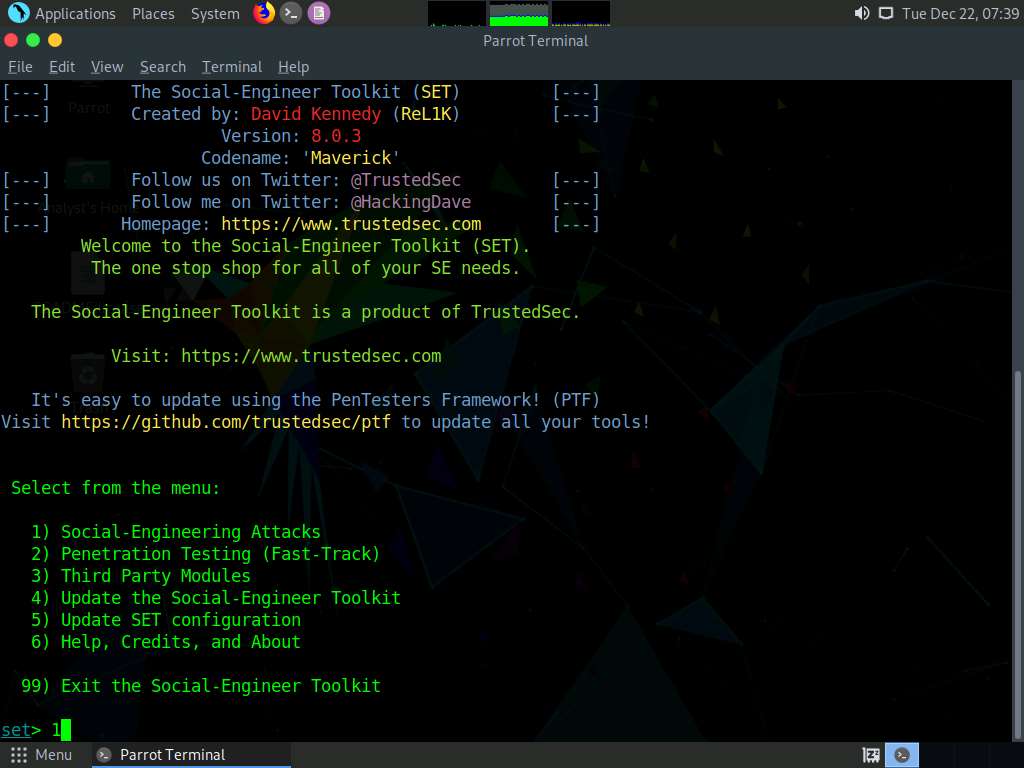 Applications Places System Tue Dec 22, 07:39
Parrot Terminal
File Edit View Search Terminal Help
[---] The Social-Engineer Toolkit (SET) [---]
[---] Created by: David Kennedy (ReL1K) [---]
Version: 8.0.3
Codename: 'Maverick'
[---] Follow us on Twitter: @TrustedSec [---]
[---] Follow me on Twitter: @HackingDave [---]
[---] Homepage: https://www.trustedsec.com [---]
Welcome to the Social-Engineer Toolkit (SET).
The one stop shop for all of your SE needs.
The Social-Engineer Toolkit is a product of TrustedSec.
Visit: https://www.trustedsec.com
It's easy to update using the PenTesters Framework! (PTF)
Visit https://github.com/trustedsec/ptf to update all your tools!
Select from the menu:
1) Social-Engineering Attacks
2) Penetration Testing (Fast-Track)
3) Third Party Modules
4) Update the Social-Engineer Toolkit
5) Update SET configuration
6) Help, Credits, and About
99) Exit the Social-Engineer Toolkit
set> 1
Menu Parrot Terminal